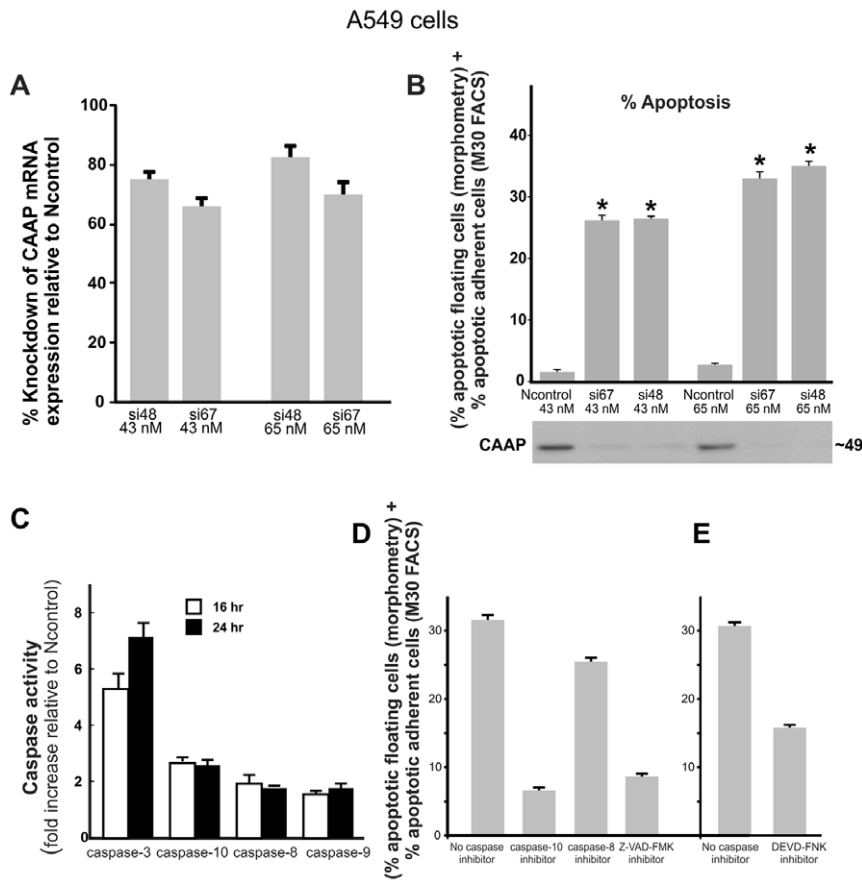 A549 cells
A
% Knockdown of CAAP mRNA
expression relative to Ncontrol
100
80
60
40
20
0
si48
43 nM
si67
43 nM
si48
65 nM
si67
65 nM
B
(% apoptotic floating cells (morphometry) +
% apoptotic adherent cells (M30 FACS)
% Apoptosis
40
30
20
10
0
*
*
*
*
Ncontrol
43 nM
si67
43 nM
si48
43 nM
Ncontrol
65 nM
si67
65 nM
si48
65 nM
CAAP
~49
C
Caspase activity
(fold increase relative to Ncontrol)
8
6
4
2
0
16 hr
24 hr
caspase-3
caspase-10
caspase-8
caspase-9
D
(% apoptotic floating cells (morphometry) +
% apoptotic adherent cells (M30 FACS)
30
20
10
5
0
No caspase
inhibitor
caspase-10
inhibitor
caspase-8
inhibitor
Z-VAD-FMK
inhibitor
E
30
20
10
5
0
No caspase
inhibitor
DEVD-FNK
inhibitor